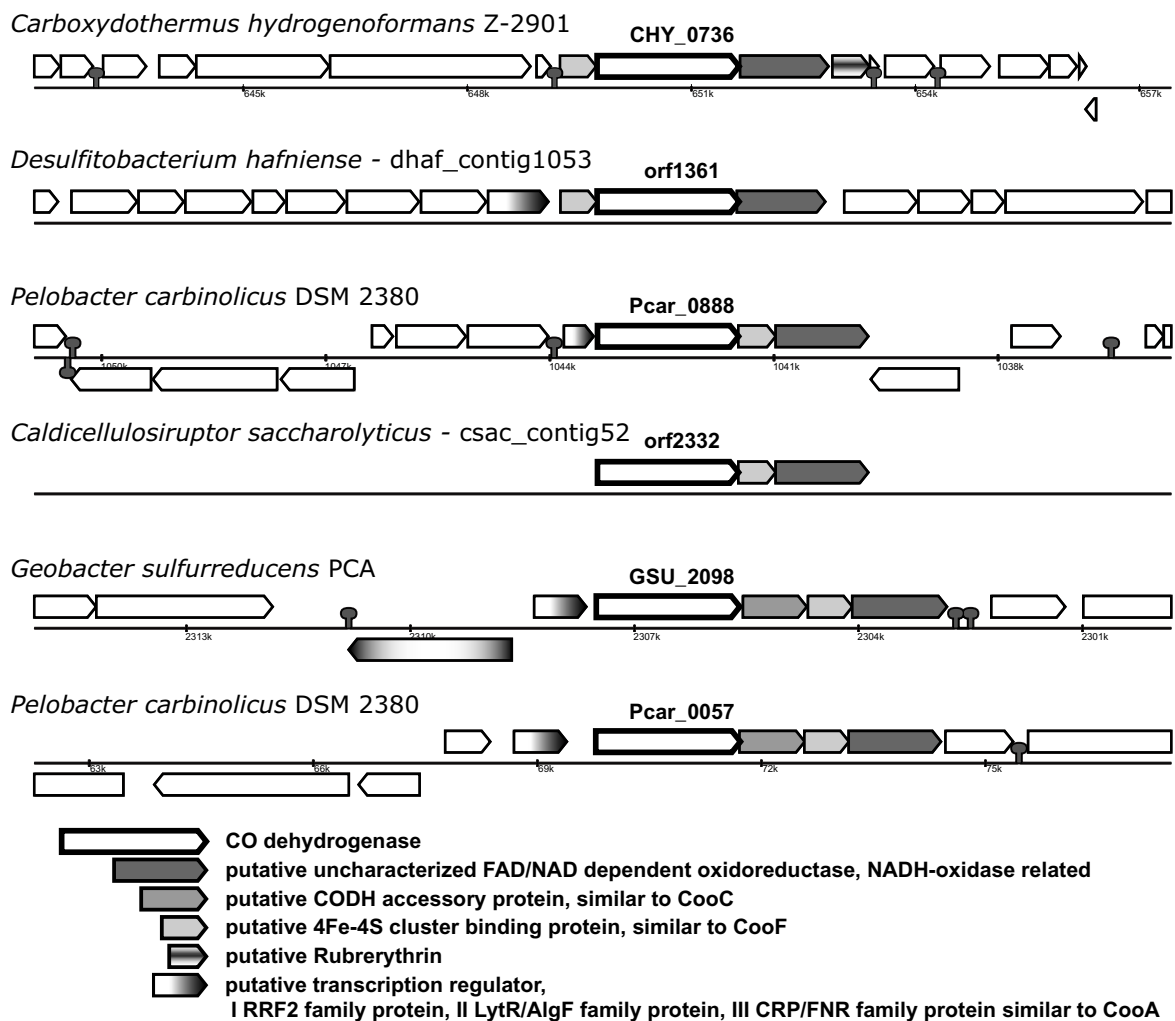 Carboxydothermus hydrogenoformans Z-2901
CHY_0736
645k 648k 651k 654k 657k
Desulfitobacterium hafniense - dhaf_contig1053
orf1361
Pelobacter carbinolicus DSM 2380
Pcar_0888
1050k 1047k 1044k 1041k 1038k
Caldicellulosiruptor saccharolyticus - csac_contig52
orf2332
Geobacter sulfurreducens PCA
GSU_2098
2313k 2310k 2307k 2304k 2301k
Pelobacter carbinolicus DSM 2380
Pcar_0057
63k 66k 69k 72k 75k
CO dehydrogenase
putative uncharacterized FAD/NAD dependent oxidoreductase, NADH-oxidase related
putative CODH accessory protein, similar to CooC
putative 4Fe-4S cluster binding protein, similar to CooF
putative Rubrerythrin
putative transcription regulator,
I RRF2 family protein, II LytR/AlgF family protein, III CRP/FNR family protein similar to CooA